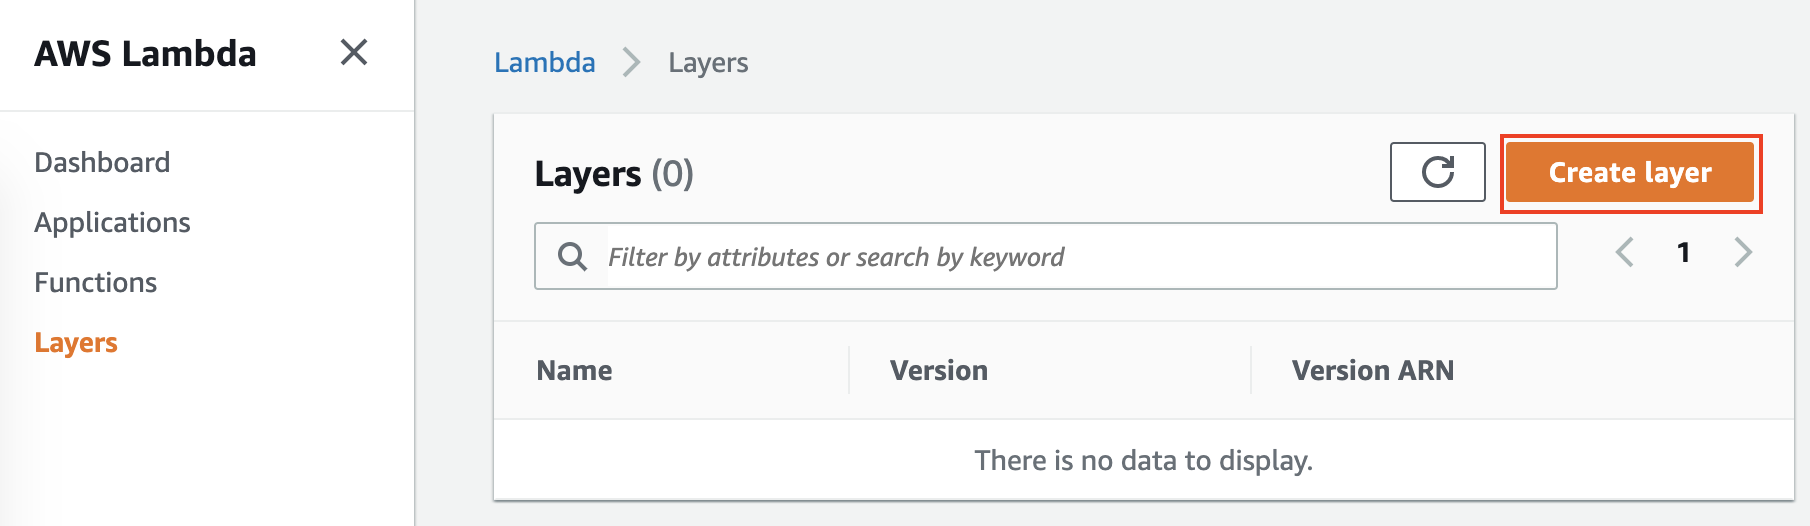 AWS Lambda
Dashboard
Applications
Functions
Layers
Lambda > Layers
Layers (0)
Create layer
Filter by attributes or search by keyword
1
Name Version Version ARN
There is no data to display.